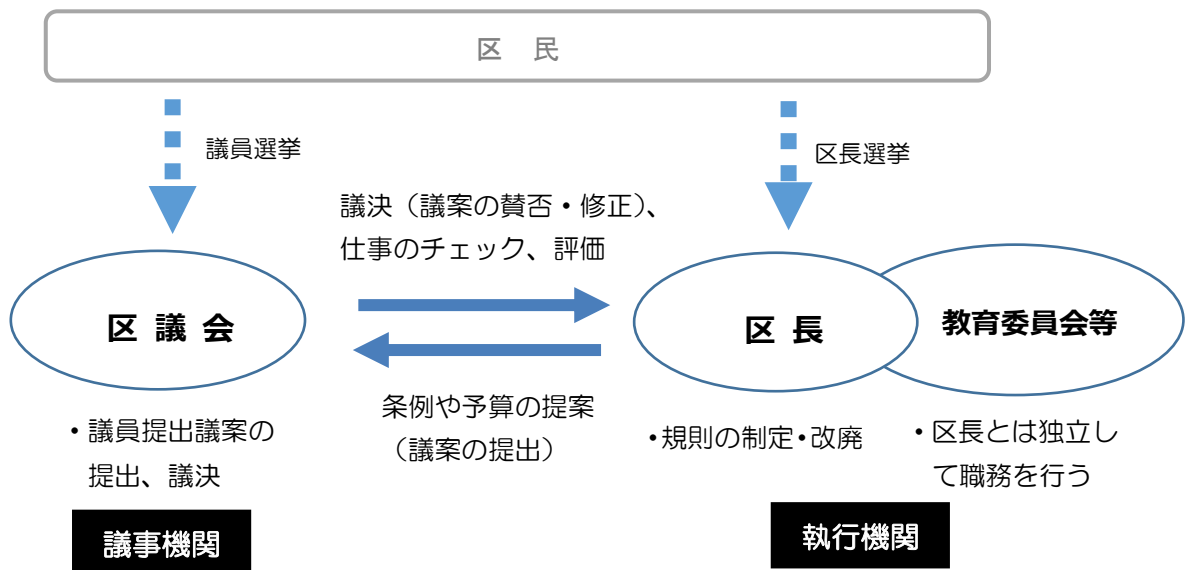 区 民
議員選挙
区長選挙
議決（議案の賛否・修正）、
仕事のチェック、評価
区 議 会
区 長
教育委員会等
条例や予算の提案
（議案の提出）
・議員提出議案の
提出、議決
・規則の制定・改廃
・区長とは独立し
て職務を行う
議事機関
執行機関